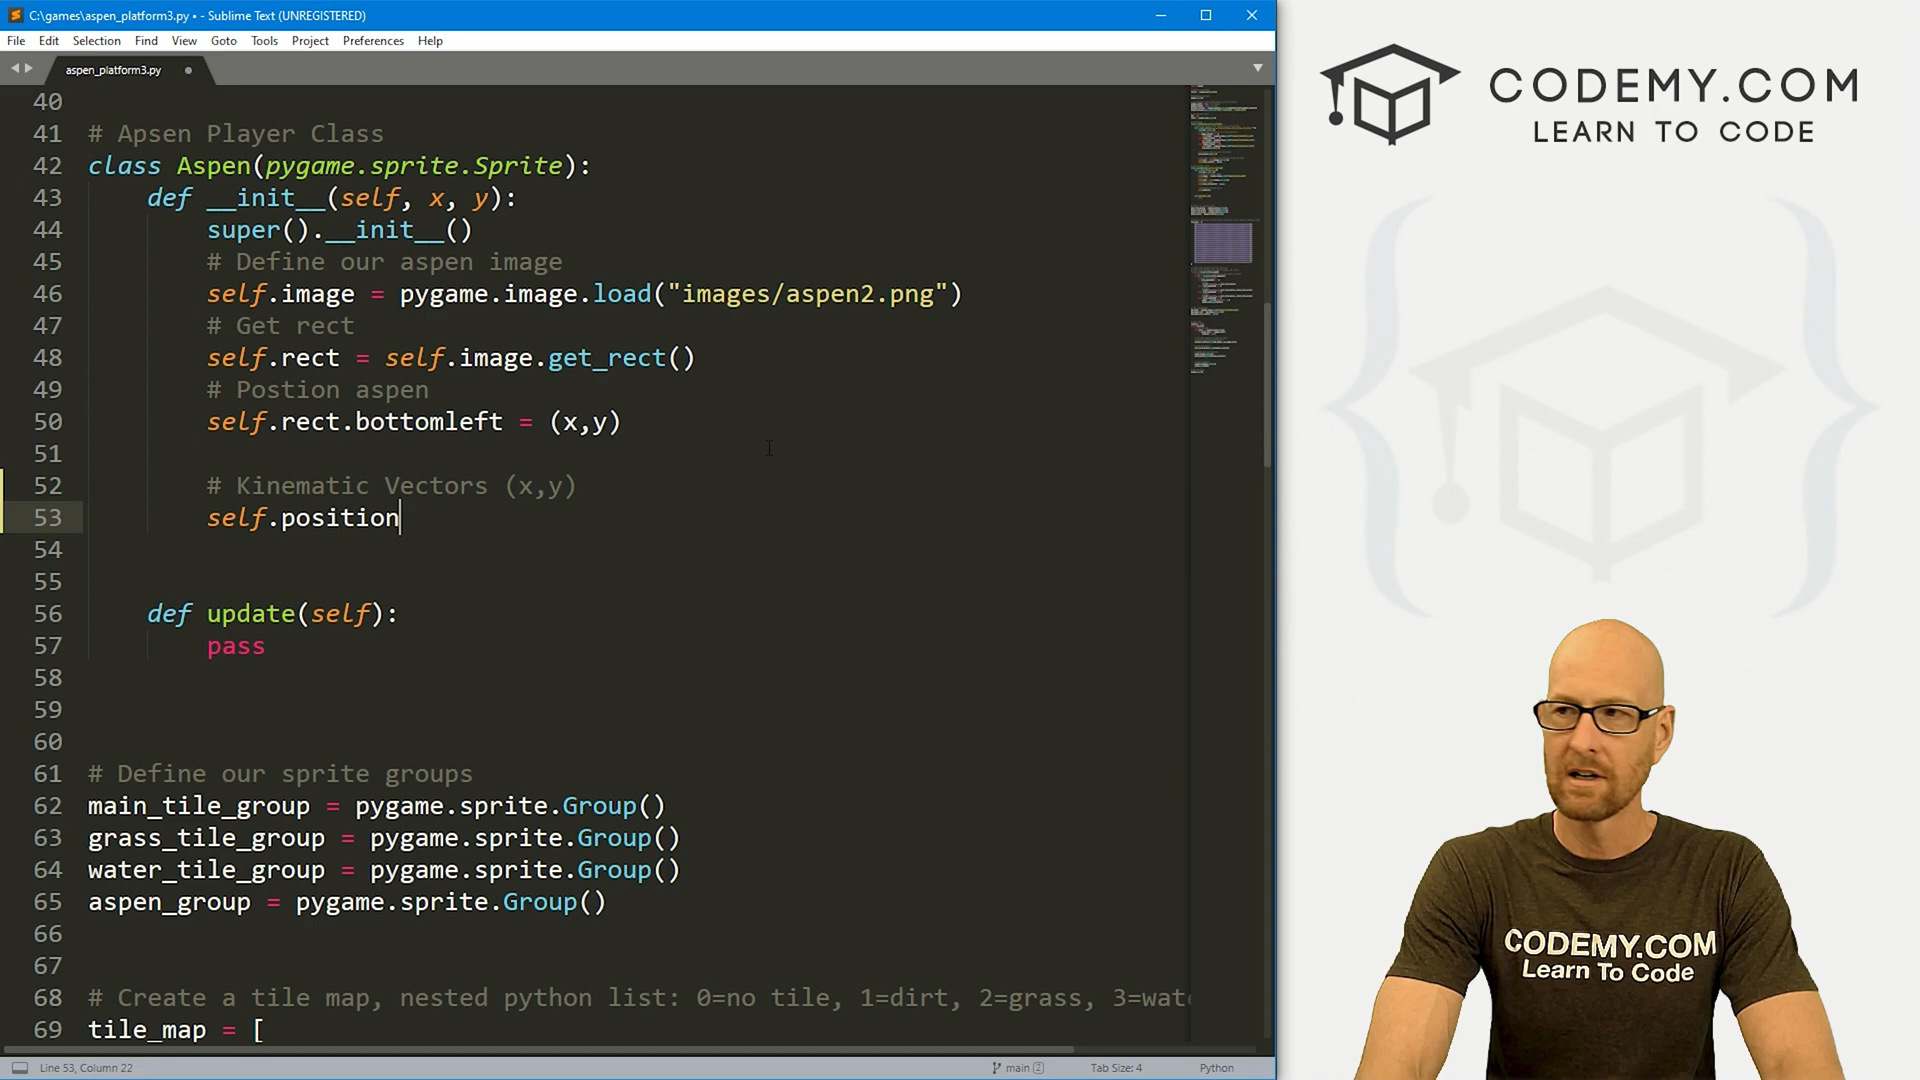 C:\games\aspen_platform3.py • - Sublime Text (UNREGISTERED)
File Edit Selection Find View Goto Tools Project Preferences Help
aspen_platform3.py
40
41 # Apsen Player Class
42 class Aspen(pygame.sprite.Sprite):
43 def __init__(self, x, y):
44 super().__init__()
45 # Define our aspen image
46 self.image = pygame.image.load("images/aspen2.png")
47 # Get rect
48 self.rect = self.image.get_rect()
49 # Postion aspen
50 self.rect.bottomleft = (x,y)
51
52 # Kinematic Vectors (x,y)
53 self.position
54
55
56 def update(self):
57 pass
58
59
60
61 # Define our sprite groups
62 main_tile_group = pygame.sprite.Group()
63 grass_tile_group = pygame.sprite.Group()
64 water_tile_group = pygame.sprite.Group()
65 aspen_group = pygame.sprite.Group()
66
67
68 # Create a tile map, nested python list: 0=no tile, 1=dirt, 2=grass, 3=wat
69 tile_map = [
Line 53, Column 22
main 2
Tab Size: 4
Python
CODEMY.COM
LEARN TO CODE
CODEMY.COM
Learn To Code